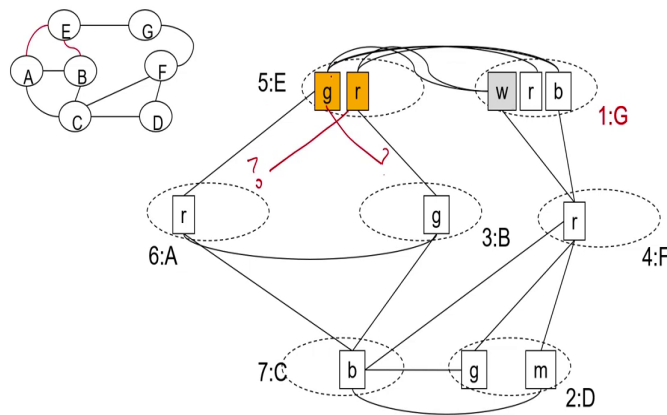 E G
A B F
C D
5:E g r w r b
1:G
? ?
r g r
6:A 3:B 4:F
7:C b g m
2:D